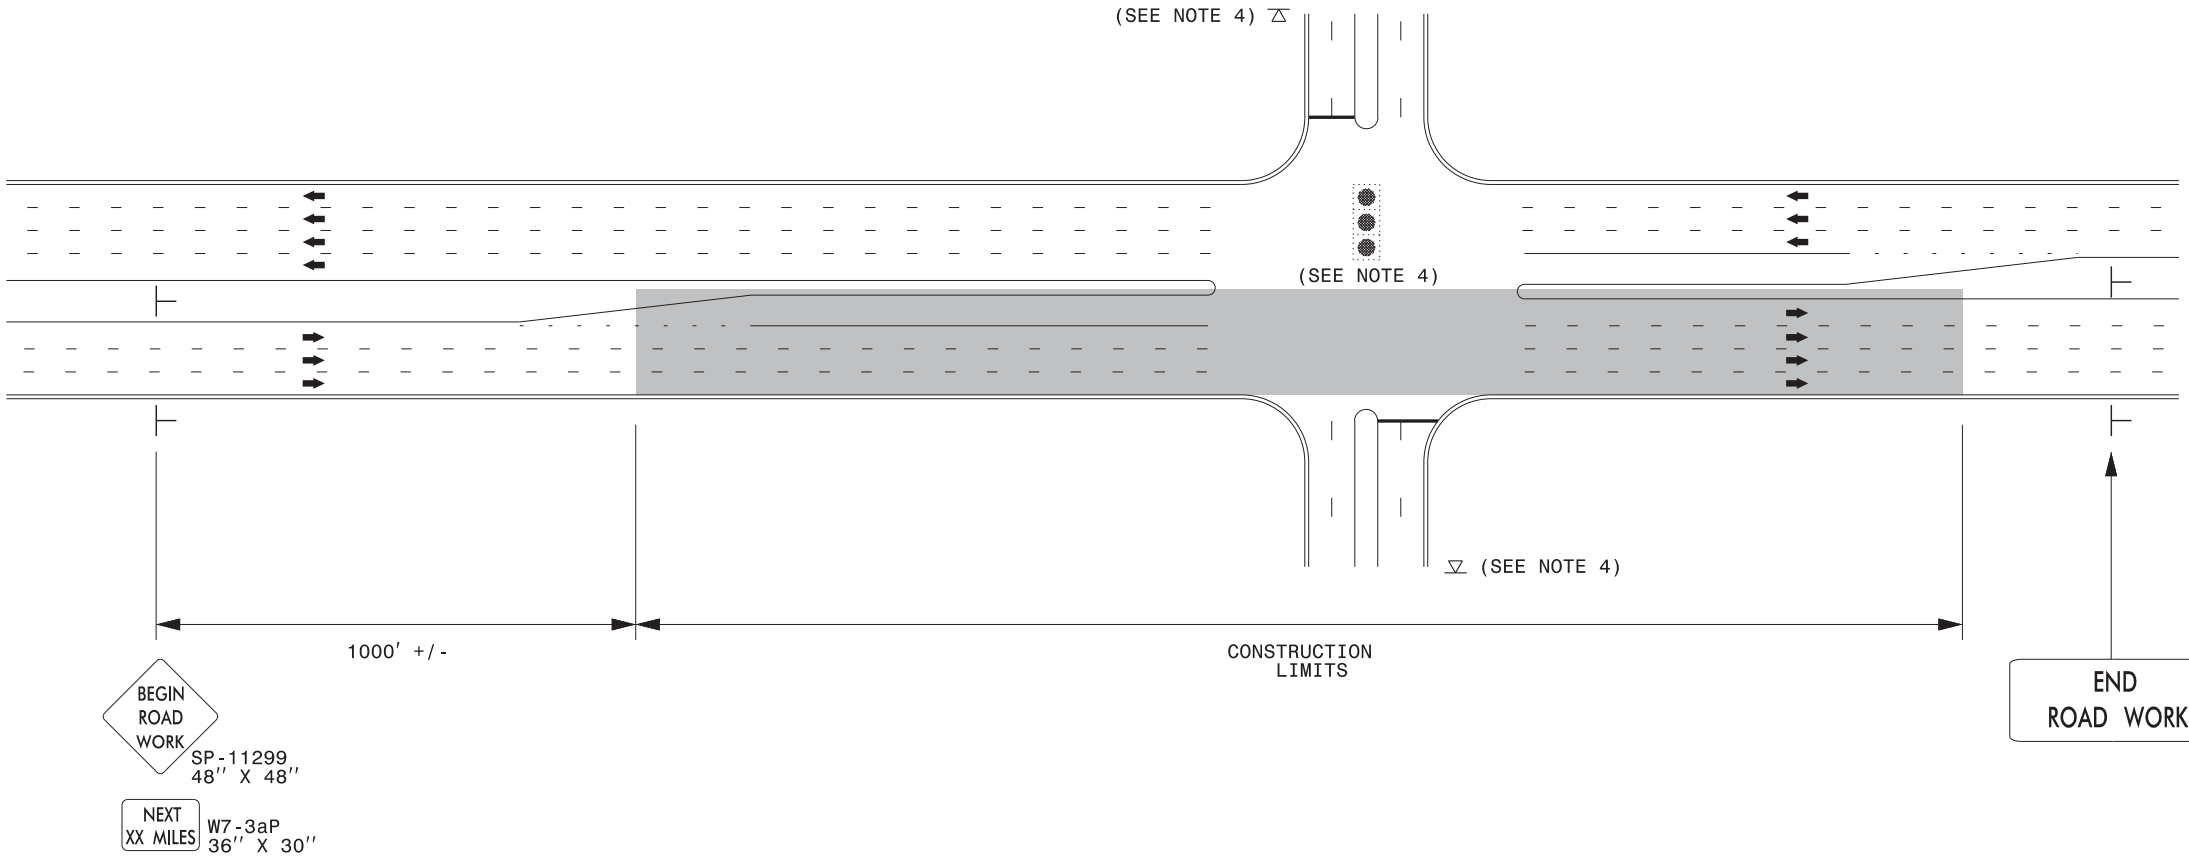 (SEE NOTE 4)
(SEE NOTE 4)
(SEE NOTE 4)
1000' +/-
CONSTRUCTION
LIMITS
BEGIN
ROAD
WORK
SP-11299
48'' X 48''
NEXT
XX MILES
W7-3aP
36'' X 30''
END
ROAD WORK